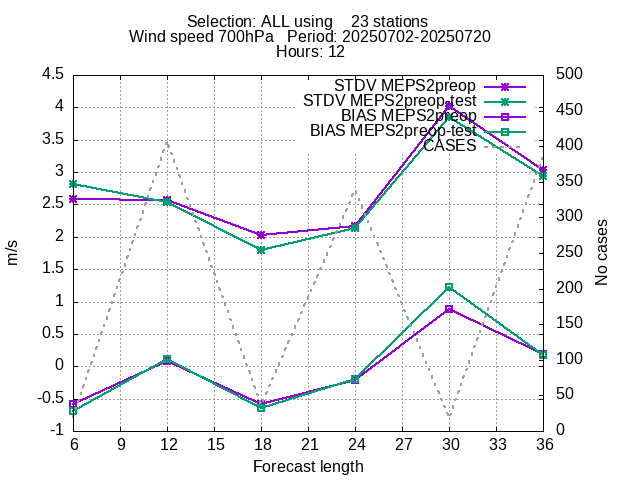 Selection: ALL using    23 stations
Wind speed 700hPa   Period: 20250702-20250720
Hours: 12
STDV MEPS2preop
STDV MEPS2preop-test
BIAS MEPS2preop
BIAS MEPS2preop-test
CASES
4.5
4
3.5
3
2.5
2
1.5
1
0.5
0
-0.5
-1
m/s
500
450
400
350
300
250
200
150
100
50
0
No cases
6 9 12 15 18 21 24 27 30 33 36
Forecast length